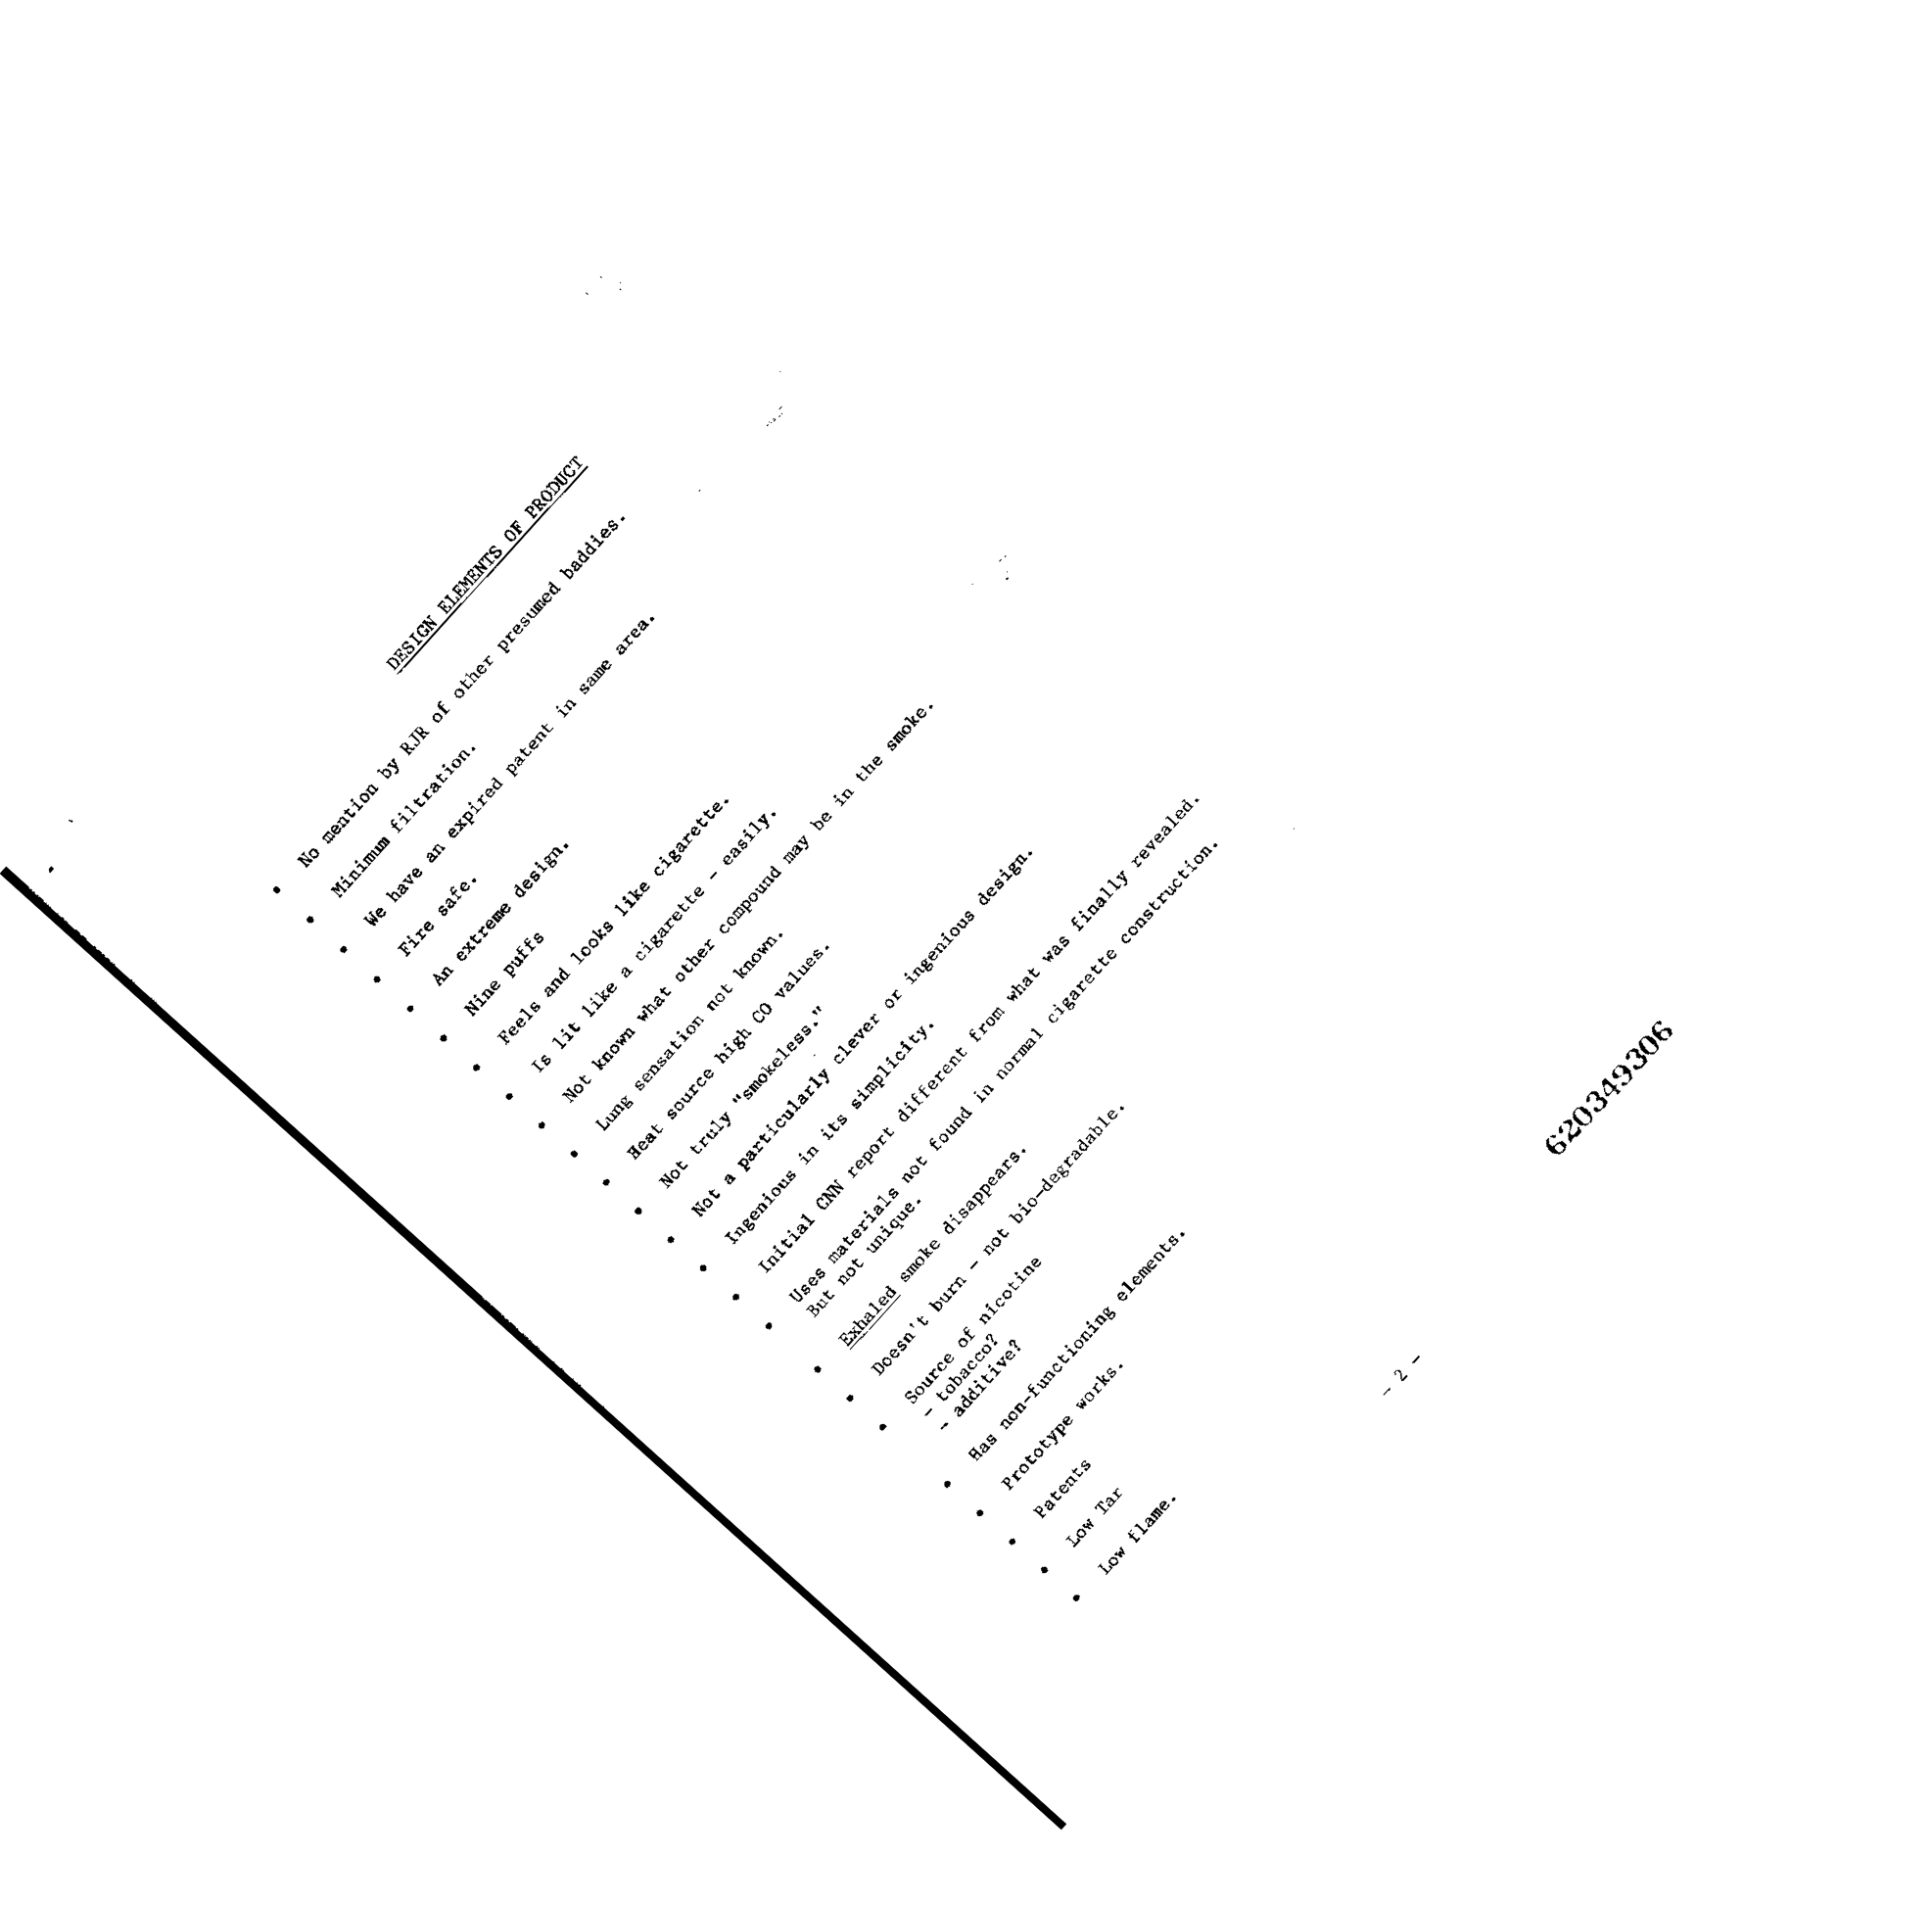 DESIGN ELEMENTS OF PRODUCT
• No mention by RJR of other presumed baddies.
• Minimum filtration.
• We have an expired patent in same area.
• Fire safe.
• An extreme design.
• Nine puffs
• Feels and looks like cigarette.
• Is lit like a cigarette - easily.
• Not known what other compound may be in the smoke.
• Lung sensation not known.
• Heat source high CO values.
• Not truly "smokeless."
• Not a particularly clever or ingenious design.
• Ingenious in its simplicity.
• Initial CNN report different from what was finally revealed.
• Uses materials not found in normal cigarette construction.
But not unique.
• Exhaled smoke disappears.
• Doesn't burn - not bio-degradable.
• Source of nicotine
- tobacco?
- additive?
• Has non-functioning elements.
• Prototype works.
• Patents
• Low Tar
• Low flame.
- 2 -
620349306